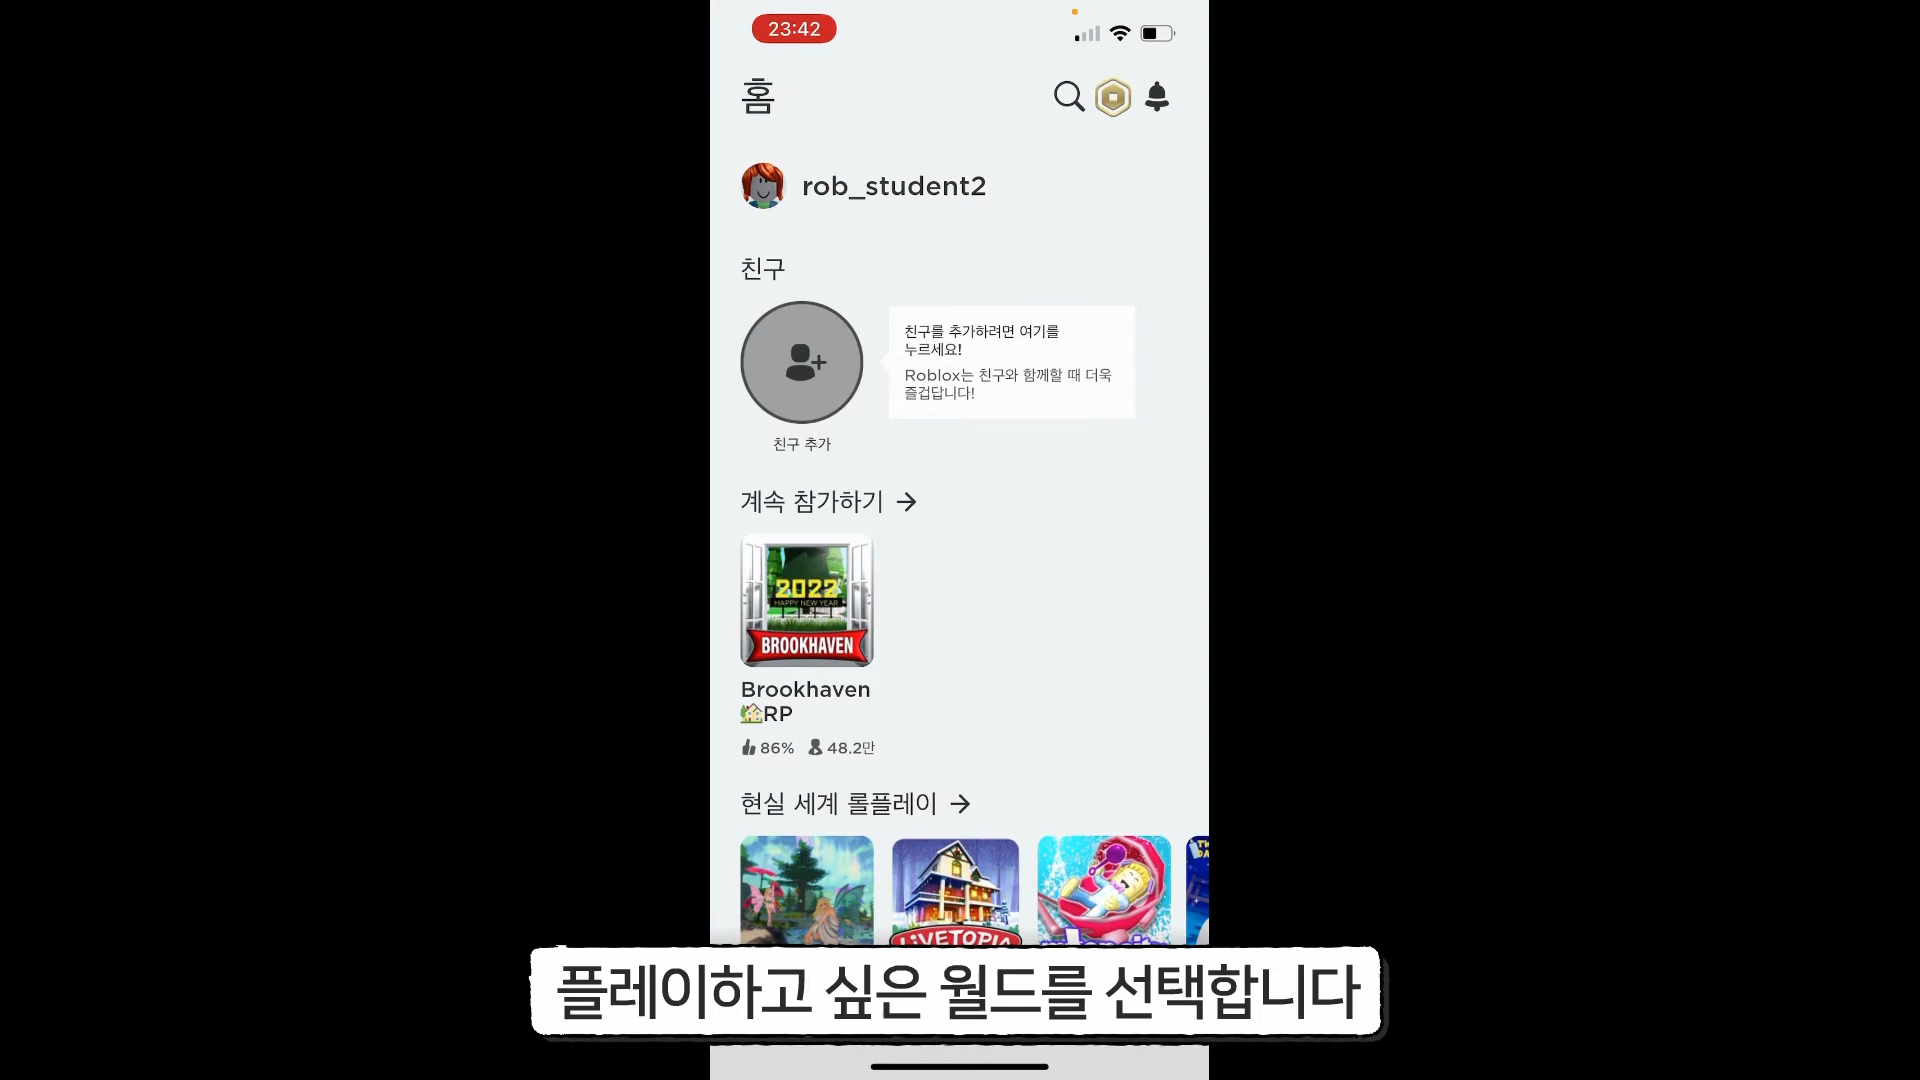 23:42
홈
rob_student2
친구
친구를 추가하려면 여기를
누르세요!
Roblox는 친구와 함께할 때 더욱
즐겁답니다!
친구 추가
계속 참가하기
2022
HAPPY NEW YEAR
BROOKHAVEN
Brookhaven
🏡RP
86% 48.2만
현실 세계 롤플레이
LIVETOPIA
플레이하고 싶은 월드를 선택합니다